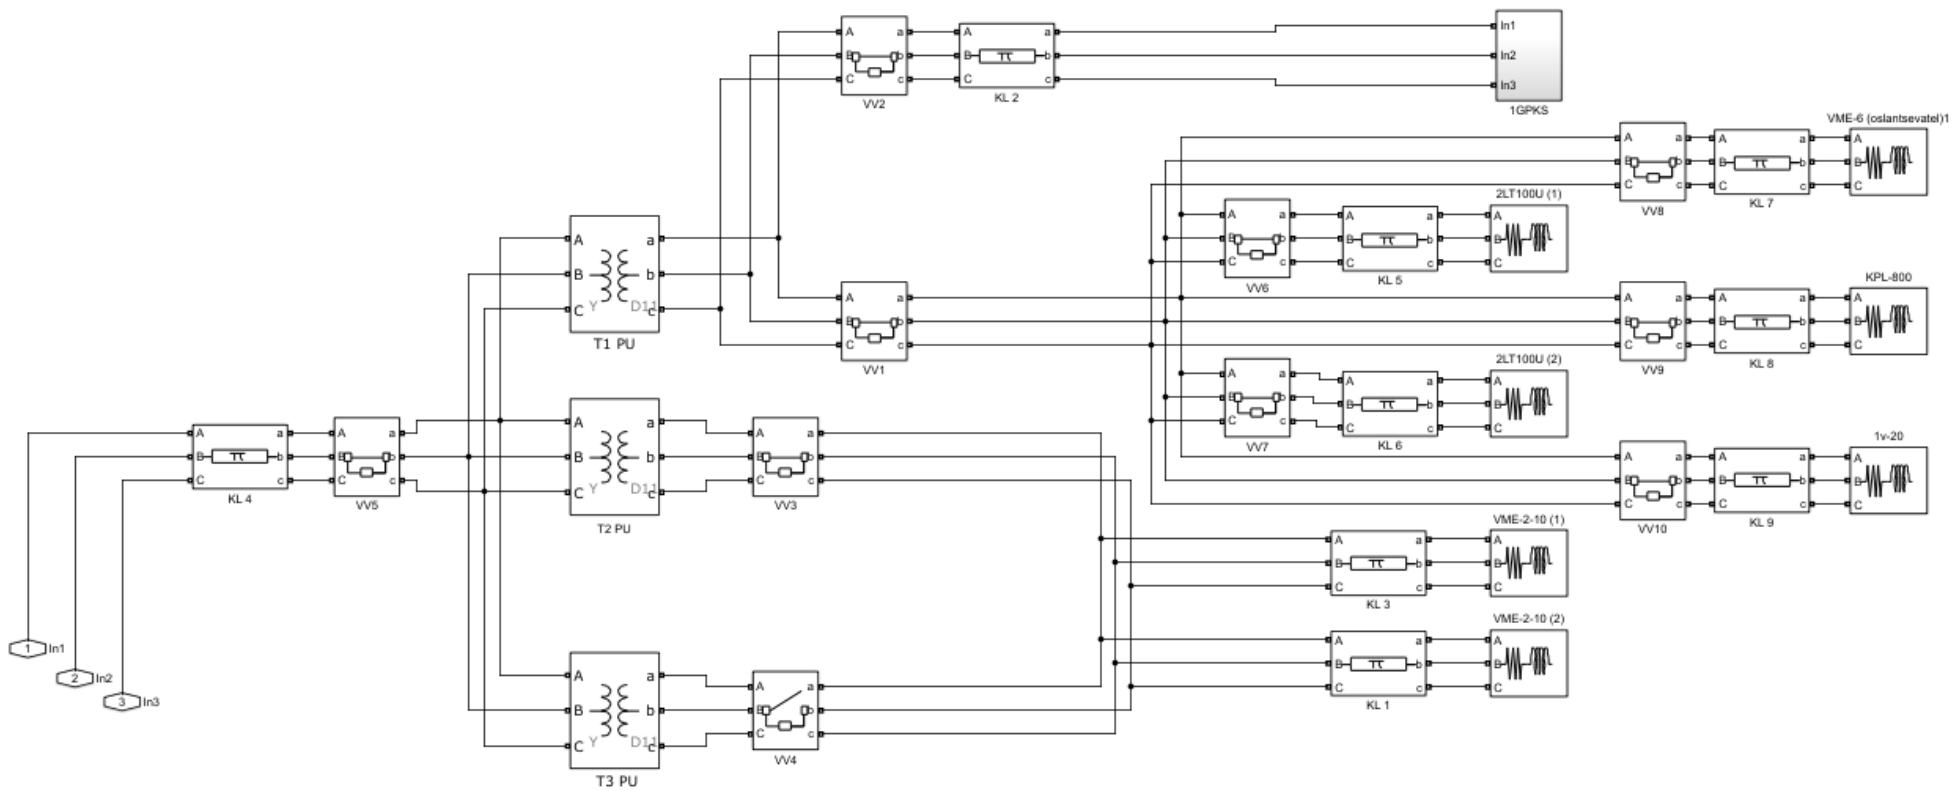 A a A a In1
B b B b In2
C c C c In3
VV2 KL 2 1GPKS
VME-6 (oslantsevatel)1
A a A a A
B b B b B
C c C c C
VV8 KL 7
2LT100U (1)
A a A a A
B b B b B
C c C c C
VV6 KL 5
A a
B b
C Y D11 c
T1 PU
KPL-800
A a A a A a A
B b B b B b B
C c C c C c C
VV1 VV9 KL 8
2LT100U (2)
A a A a A
B b B b B
C c C c C
VV7 KL 6
A a A a A a A a
B b B b B b B b
C c C c C Y D11 c C c
KL 4 VV5 T2 PU VV3
1v-20
A a A a A
B b B b B
C c C c C
VV10 KL 9
VME-2-10 (1)
A a A
B b B
C c C
KL 3
VME-2-10 (2)
A a A
B b B
C c C
KL 1
1 In1
2 In2
3 In3
A a A a
B b B b
C Y D11 c C c
T3 PU VV4